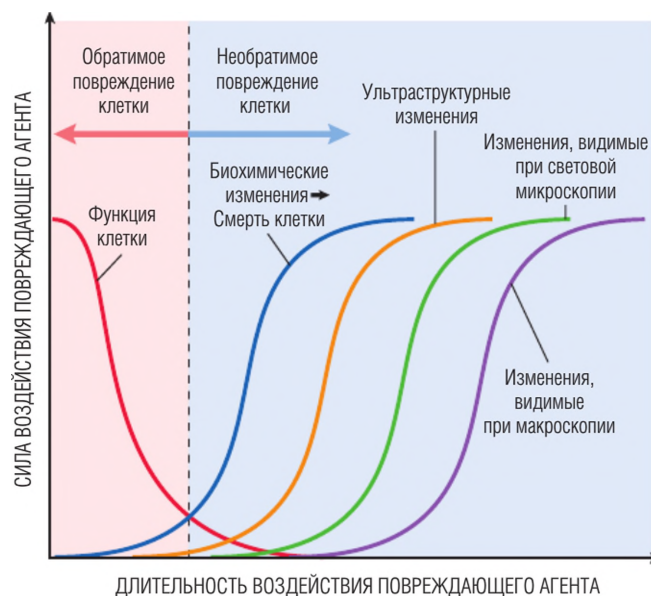 Обратимое
повреждение
клетки
Необратимое
повреждение
клетки
Ультраструктурные
изменения
Изменения, видимые
при световой
микроскопии
Биохимические
изменения
Смерть клетки
Функция
клетки
Изменения,
видимые
при макроскопии
СИЛА ВОЗДЕЙСТВИЯ ПОВРЕЖДАЮЩЕГО АГЕНТА
ДЛИТЕЛЬНОСТЬ ВОЗДЕЙСТВИЯ ПОВРЕЖДАЮЩЕГО АГЕНТА